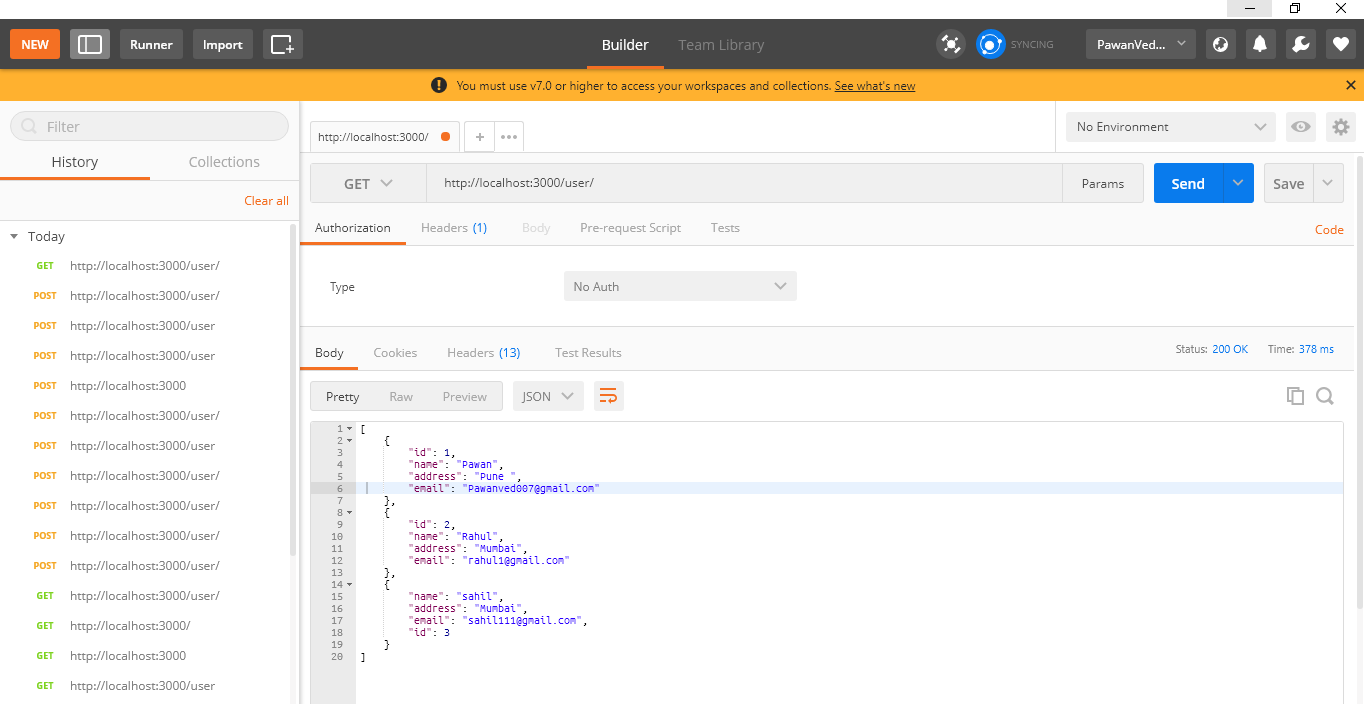 NEW Runner Import Builder Team Library SYNCING PawanVed...
You must use v7.0 or higher to access your workspaces and collections. See what's new
Filter
History Collections
Clear all
Today
GET http://localhost:3000/user/
POST http://localhost:3000/user/
POST http://localhost:3000/user
POST http://localhost:3000/user
POST http://localhost:3000
POST http://localhost:3000/user/
POST http://localhost:3000/user
POST http://localhost:3000/user/
POST http://localhost:3000/user/
POST http://localhost:3000/user/
POST http://localhost:3000/user/
GET http://localhost:3000/user/
GET http://localhost:3000/
GET http://localhost:3000
GET http://localhost:3000/user
http://localhost:3000/ + ••• No Environment
GET http://localhost:3000/user/ Params Send Save
Authorization Headers (1) Body Pre-request Script Tests Code
Type No Auth
Body Cookies Headers (13) Test Results Status: 200 OK Time: 378 ms
Pretty Raw Preview JSON
1 [
2 {
3 "id": 1,
4 "name": "Pawan",
5 "address": "Pune ",
6 "email": "Pawanved007@gmail.com"
7 },
8 {
9 "id": 2,
10 "name": "Rahul",
11 "address": "Mumbai",
12 "email": "rahul1@gmail.com"
13 },
14 {
15 "name": "sahil",
16 "address": "Mumbai",
17 "email": "sahil111@gmail.com",
18 "id": 3
19 }
20 ]